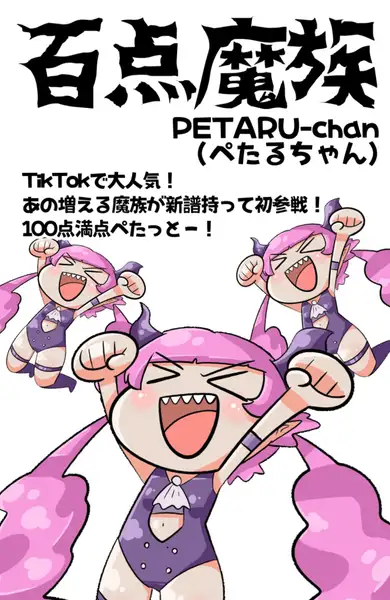 百点魔族
PETARU-chan
(ぺたるちゃん)
TikTokで大人気！
あの増える魔族が新譜持って初参戦！
100点満点ぺたっとー！